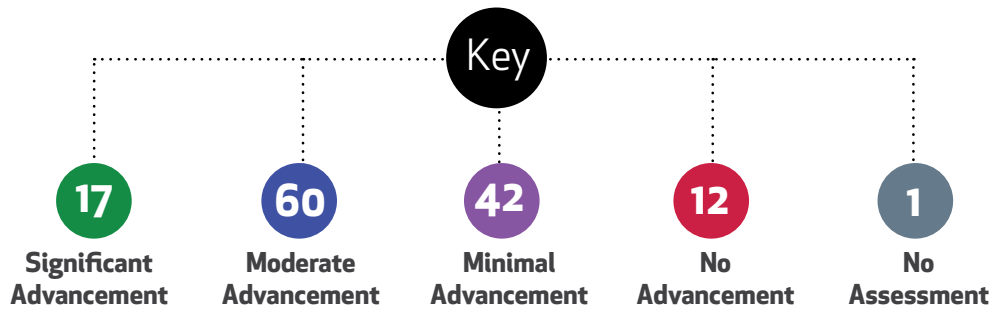 Key
17
Significant
Advancement
60
Moderate
Advancement
42
Minimal
Advancement
12
No
Advancement
1
No
Assessment